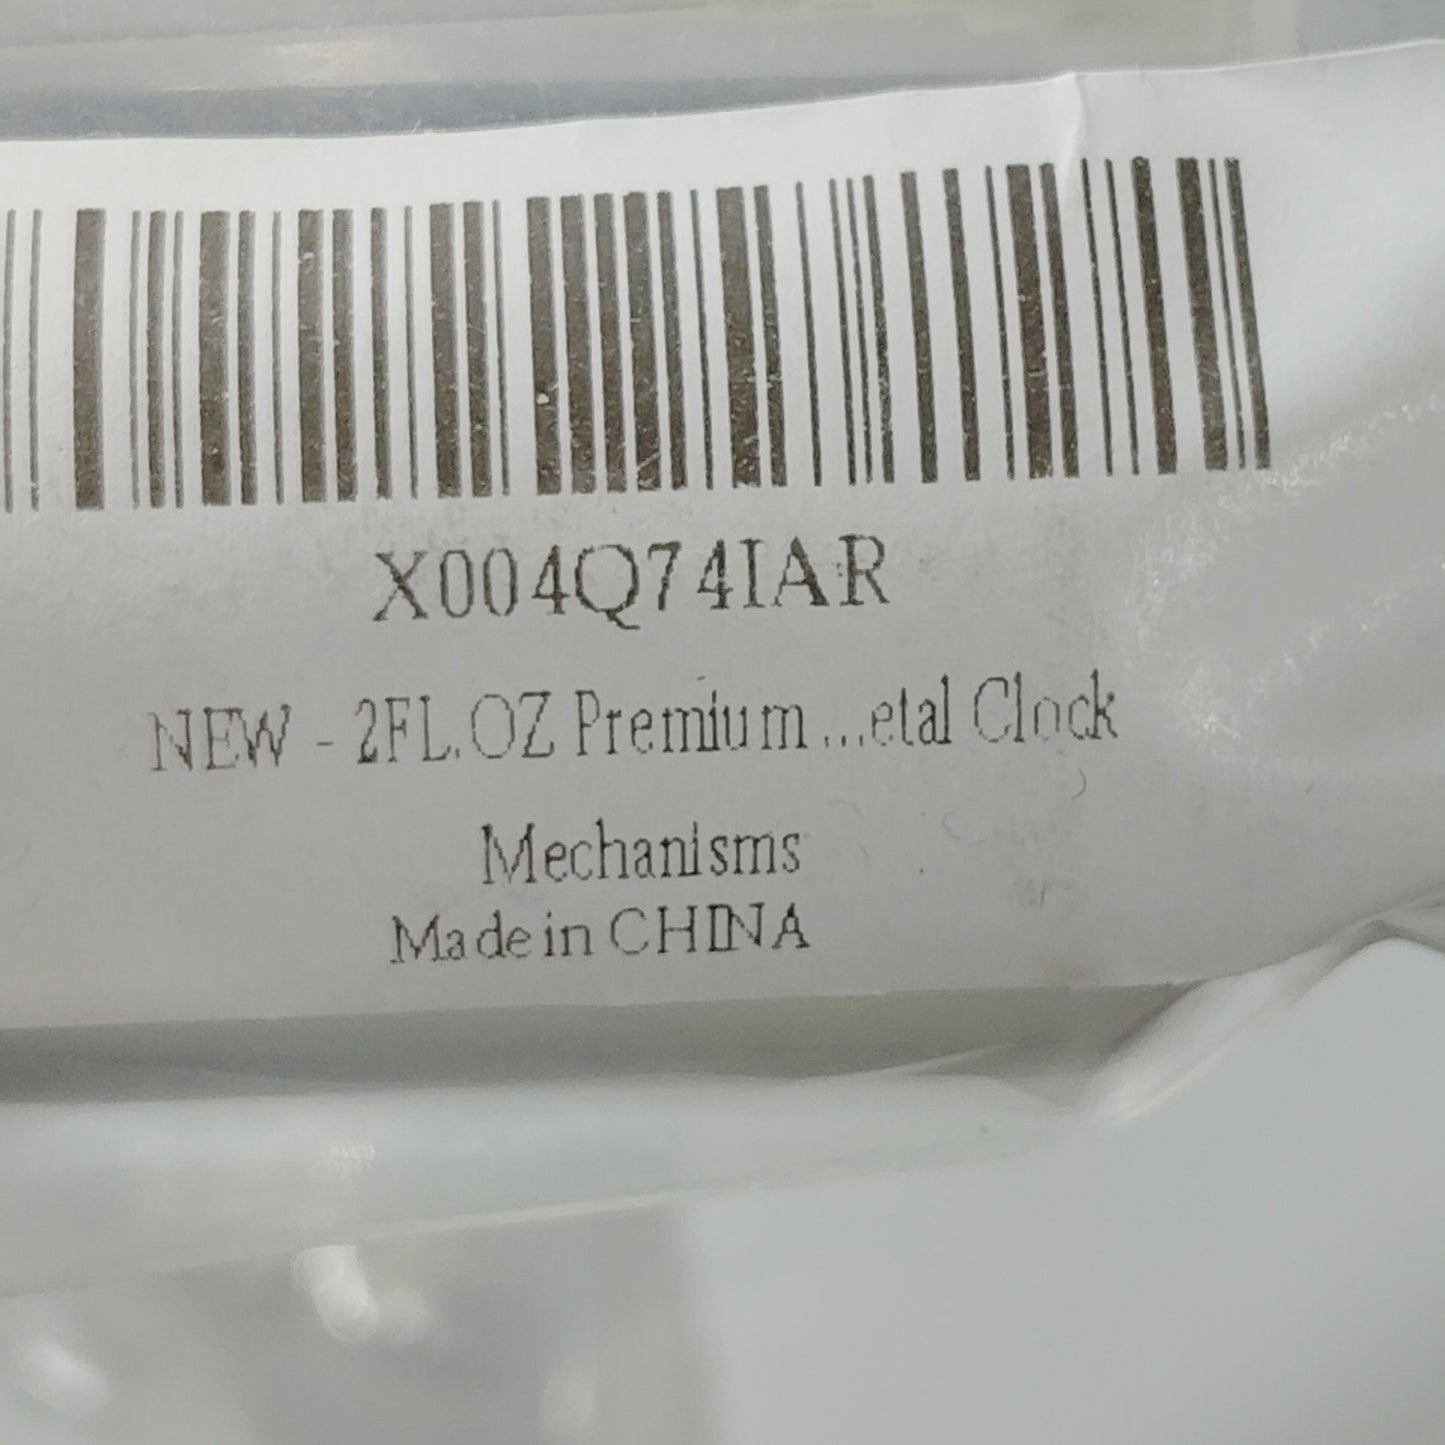 X004Q74IAR
NEW - 2FL.OZ Premium...etal Clock
Mechanisms
Made in CHINA